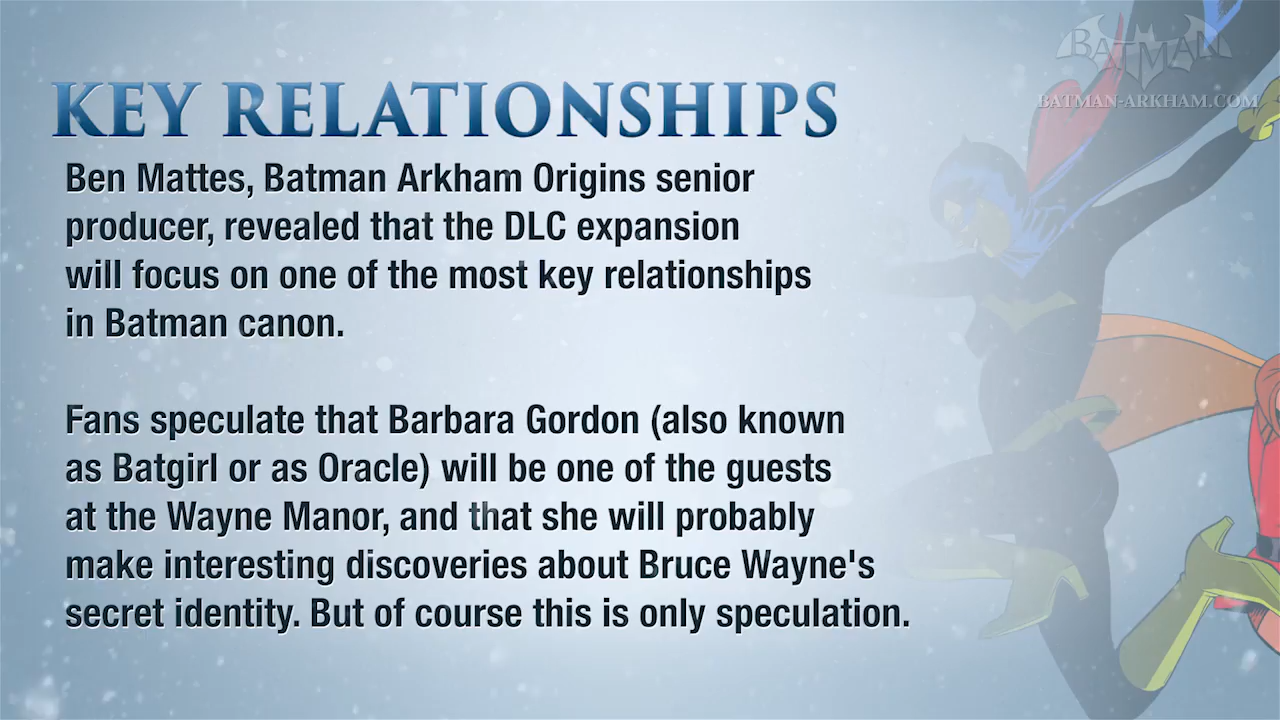 BATMAN
BATMAN-ARKHAM.COM
KEY RELATIONSHIPS
Ben Mattes, Batman Arkham Origins senior
producer, revealed that the DLC expansion
will focus on one of the most key relationships
in Batman canon.
Fans speculate that Barbara Gordon (also known
as Batgirl or as Oracle) will be one of the guests
at the Wayne Manor, and that she will probably
make interesting discoveries about Bruce Wayne's
secret identity. But of course this is only speculation.